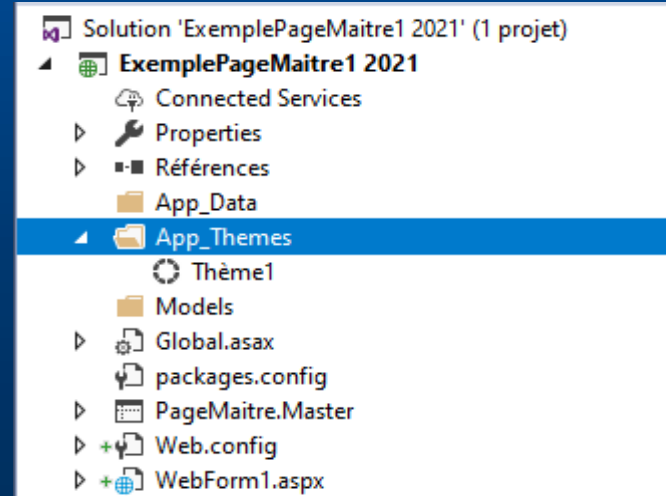 Solution 'ExemplePageMaitre1 2021' (1 projet)
ExemplePageMaitre1 2021
Connected Services
Properties
Références
App_Data
App_Themes
Thème1
Models
Global.asax
packages.config
PageMaitre.Master
Web.config
WebForm1.aspx